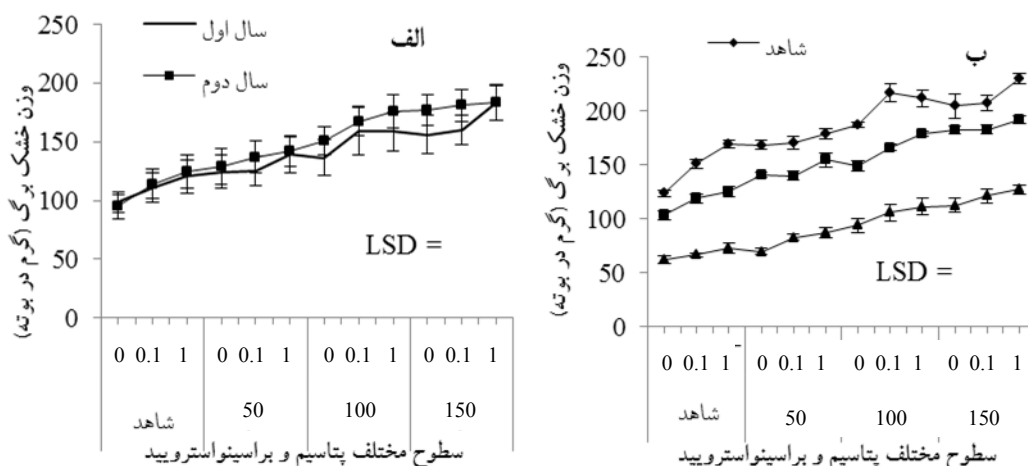 الف
سال اول
سال دوم
وزن خشک برگ (گرم در بوته)
250
200
150
100
50
0
LSD =
0 0.1 1 0 0.1 1 0 0.1 1 0 0.1 1
شاهد 50 100 150
سطوح مختلف پتاسیم و براسینواسترویید
ب
شاهد
وزن خشک برگ (گرم در بوته)
250
200
150
100
50
0
LSD =
0 0.1 1 0 0.1 1 0 0.1 1 0 0.1 1
شاهد 50 100 150
سطوح مختلف پتاسیم و براسینواسترویید